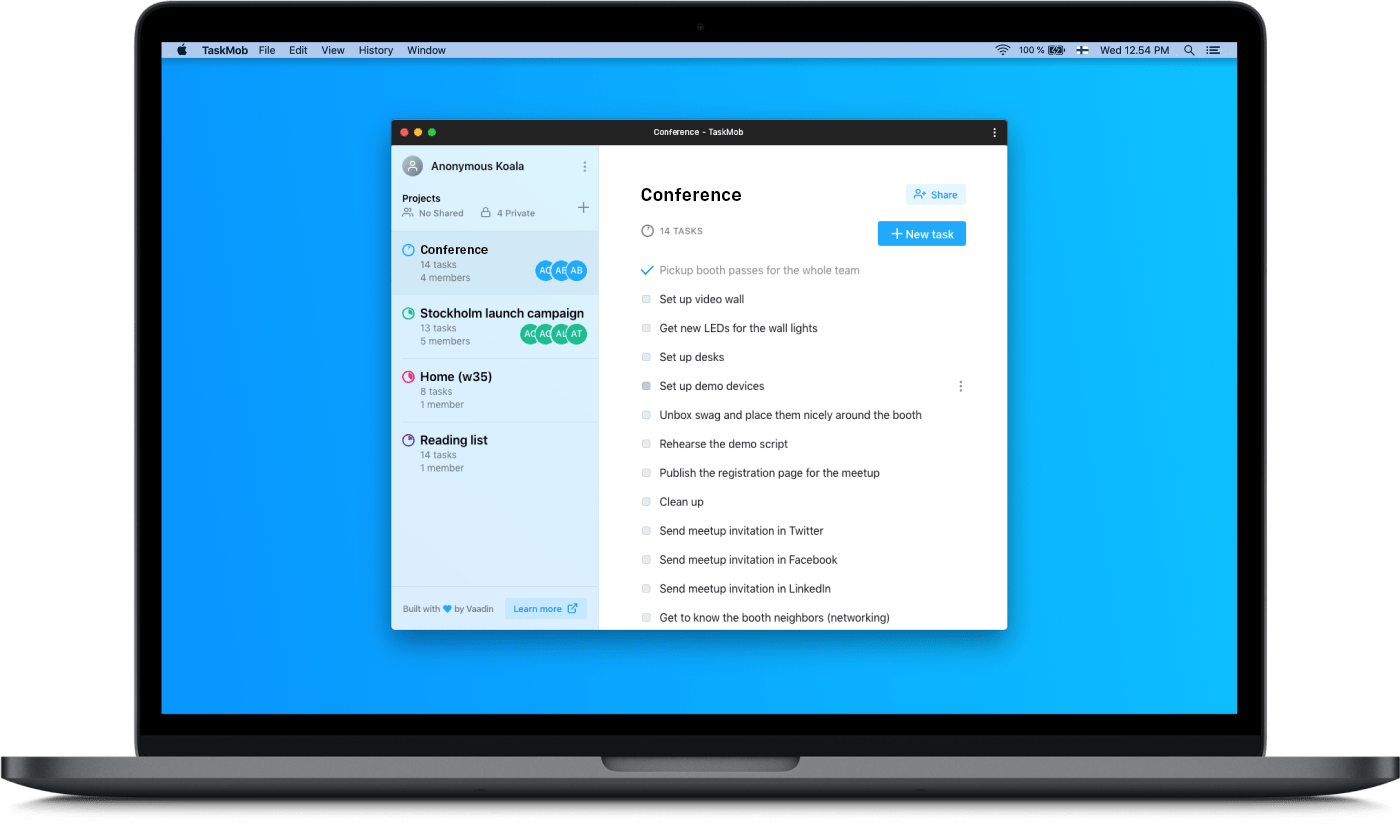 TaskMob File Edit View History Window 100 % Wed 12.54 PM
Conference - TaskMob
Anonymous Koala
Projects
No Shared 4 Private
Conference
14 tasks
4 members
AB
Stockholm launch campaign
13 tasks
5 members
AT
Home (w35)
8 tasks
1 member
Reading list
14 tasks
1 member
Built with by Vaadin Learn more
Conference Share
14 TASKS
New task
Pickup booth passes for the whole team
Set up video wall
Get new LEDs for the wall lights
Set up desks
Set up demo devices
Unbox swag and place them nicely around the booth
Rehearse the demo script
Publish the registration page for the meetup
Clean up
Send meetup invitation in Twitter
Send meetup invitation in Facebook
Send meetup invitation in LinkedIn
Get to know the booth neighbors (networking)